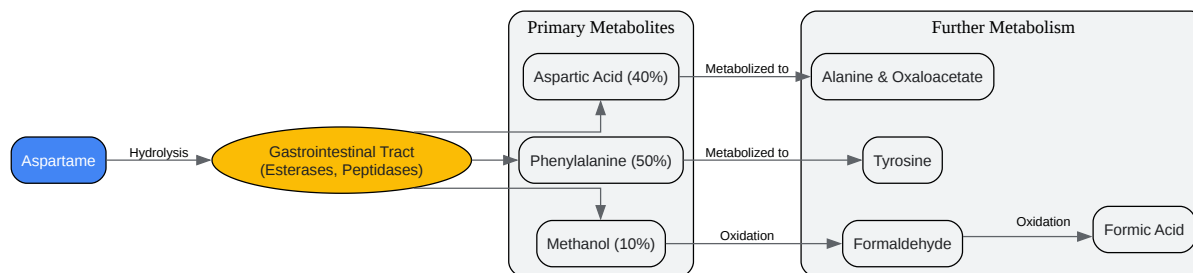 Primary Metabolites
Further Metabolism
Aspartic Acid (40%)
Metabolized to
Alanine & Oxaloacetate
Aspartame
Hydrolysis
Gastrointestinal Tract
(Esterases, Peptidases)
Phenylalanine (50%)
Metabolized to
Tyrosine
Methanol (10%)
Oxidation
Formaldehyde
Oxidation
Formic Acid